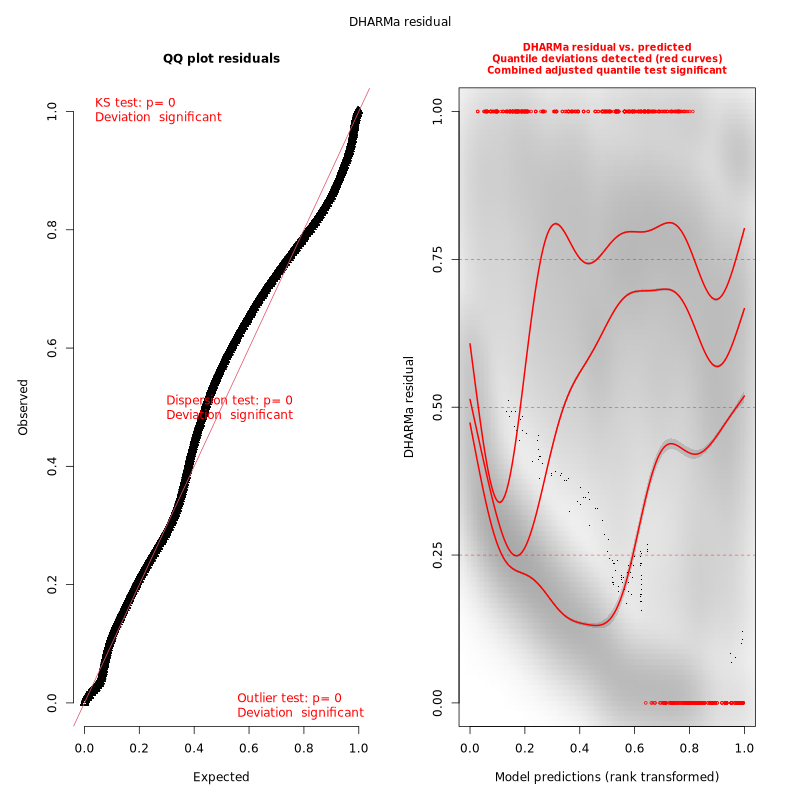 DHARMa residual
QQ plot residuals
KS test: p= 0
Deviation  significant
Dispersion test: p= 0
Deviation  significant
Outlier test: p= 0
Deviation  significant
Observed
0.0
0.2
0.4
0.6
0.8
1.0
0.0
0.2
0.4
0.6
0.8
1.0
Expected
DHARMa residual vs. predicted
Quantile deviations detected (red curves)
Combined adjusted quantile test significant
DHARMa residual
0.00
0.25
0.50
0.75
1.00
0.0
0.2
0.4
0.6
0.8
1.0
Model predictions (rank transformed)